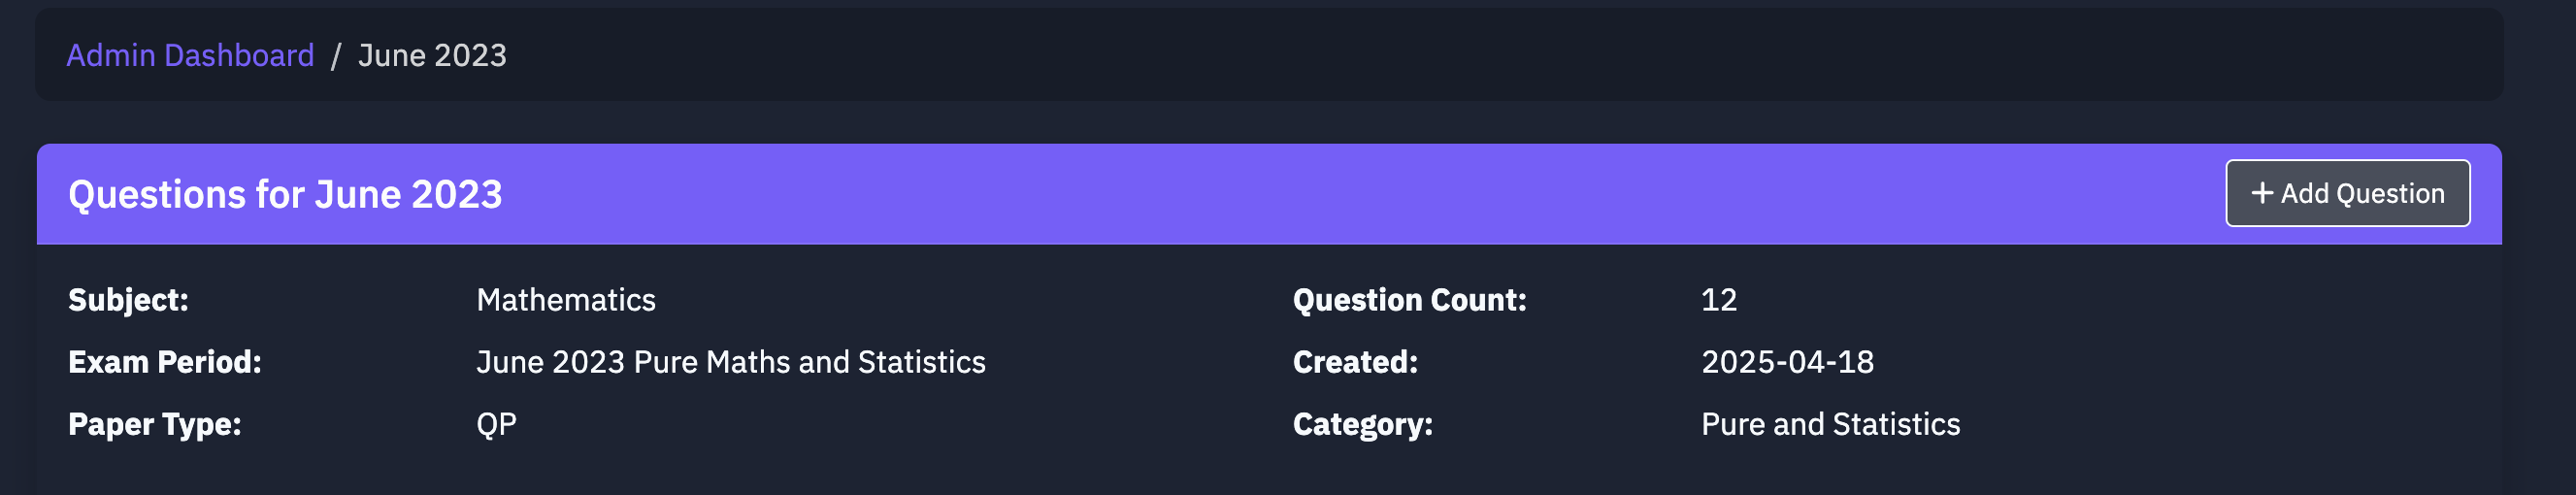 Admin Dashboard / June 2023
Questions for June 2023
+ Add Question
Subject: Mathematics Question Count: 12
Exam Period: June 2023 Pure Maths and Statistics Created: 2025-04-18
Paper Type: QP Category: Pure and Statistics